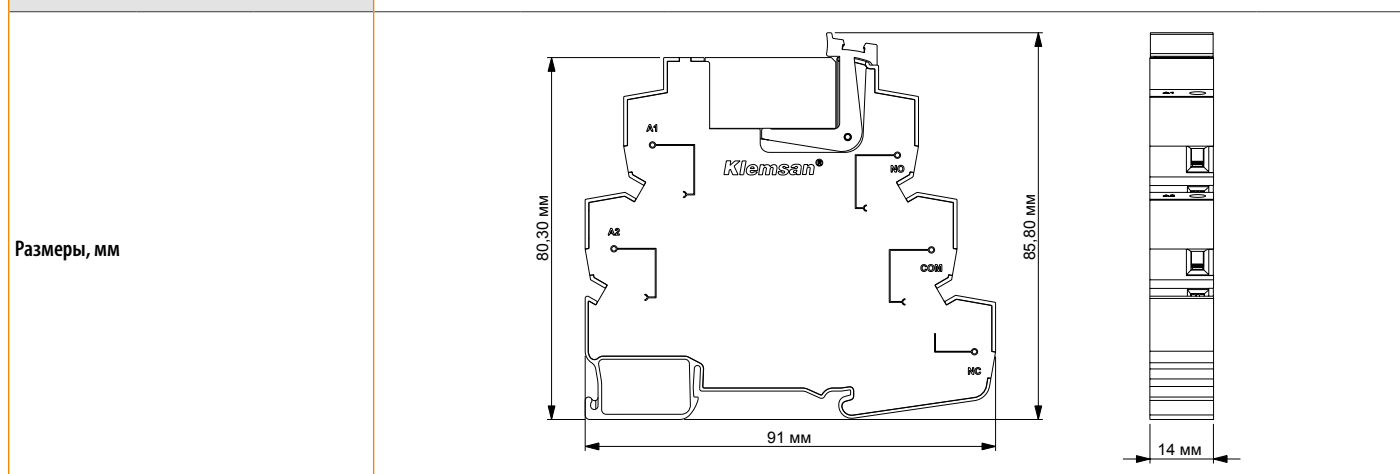 Размеры, мм
A1
Klemsan®
NO
80,30 мм
85,80 мм
A2
COM
NC
91 мм
14 мм